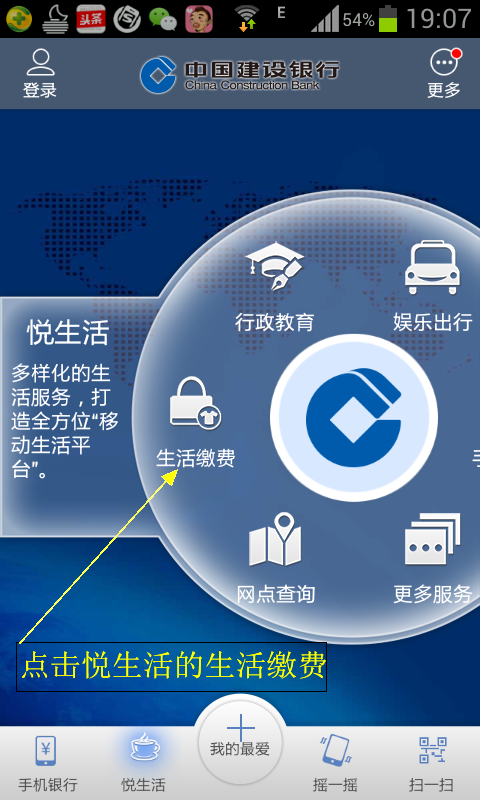 头条
E
54%
19:07
登录
中国建设银行
China Construction Bank
更多
行政教育
娱乐出行
悦生活
多样化的生
活服务，打
造全方位“移
动生活平
台”。
生活缴费
网点查询
更多服务
点击悦生活的生活缴费
手机银行
悦生活
我的最爱
摇一摇
扫一扫